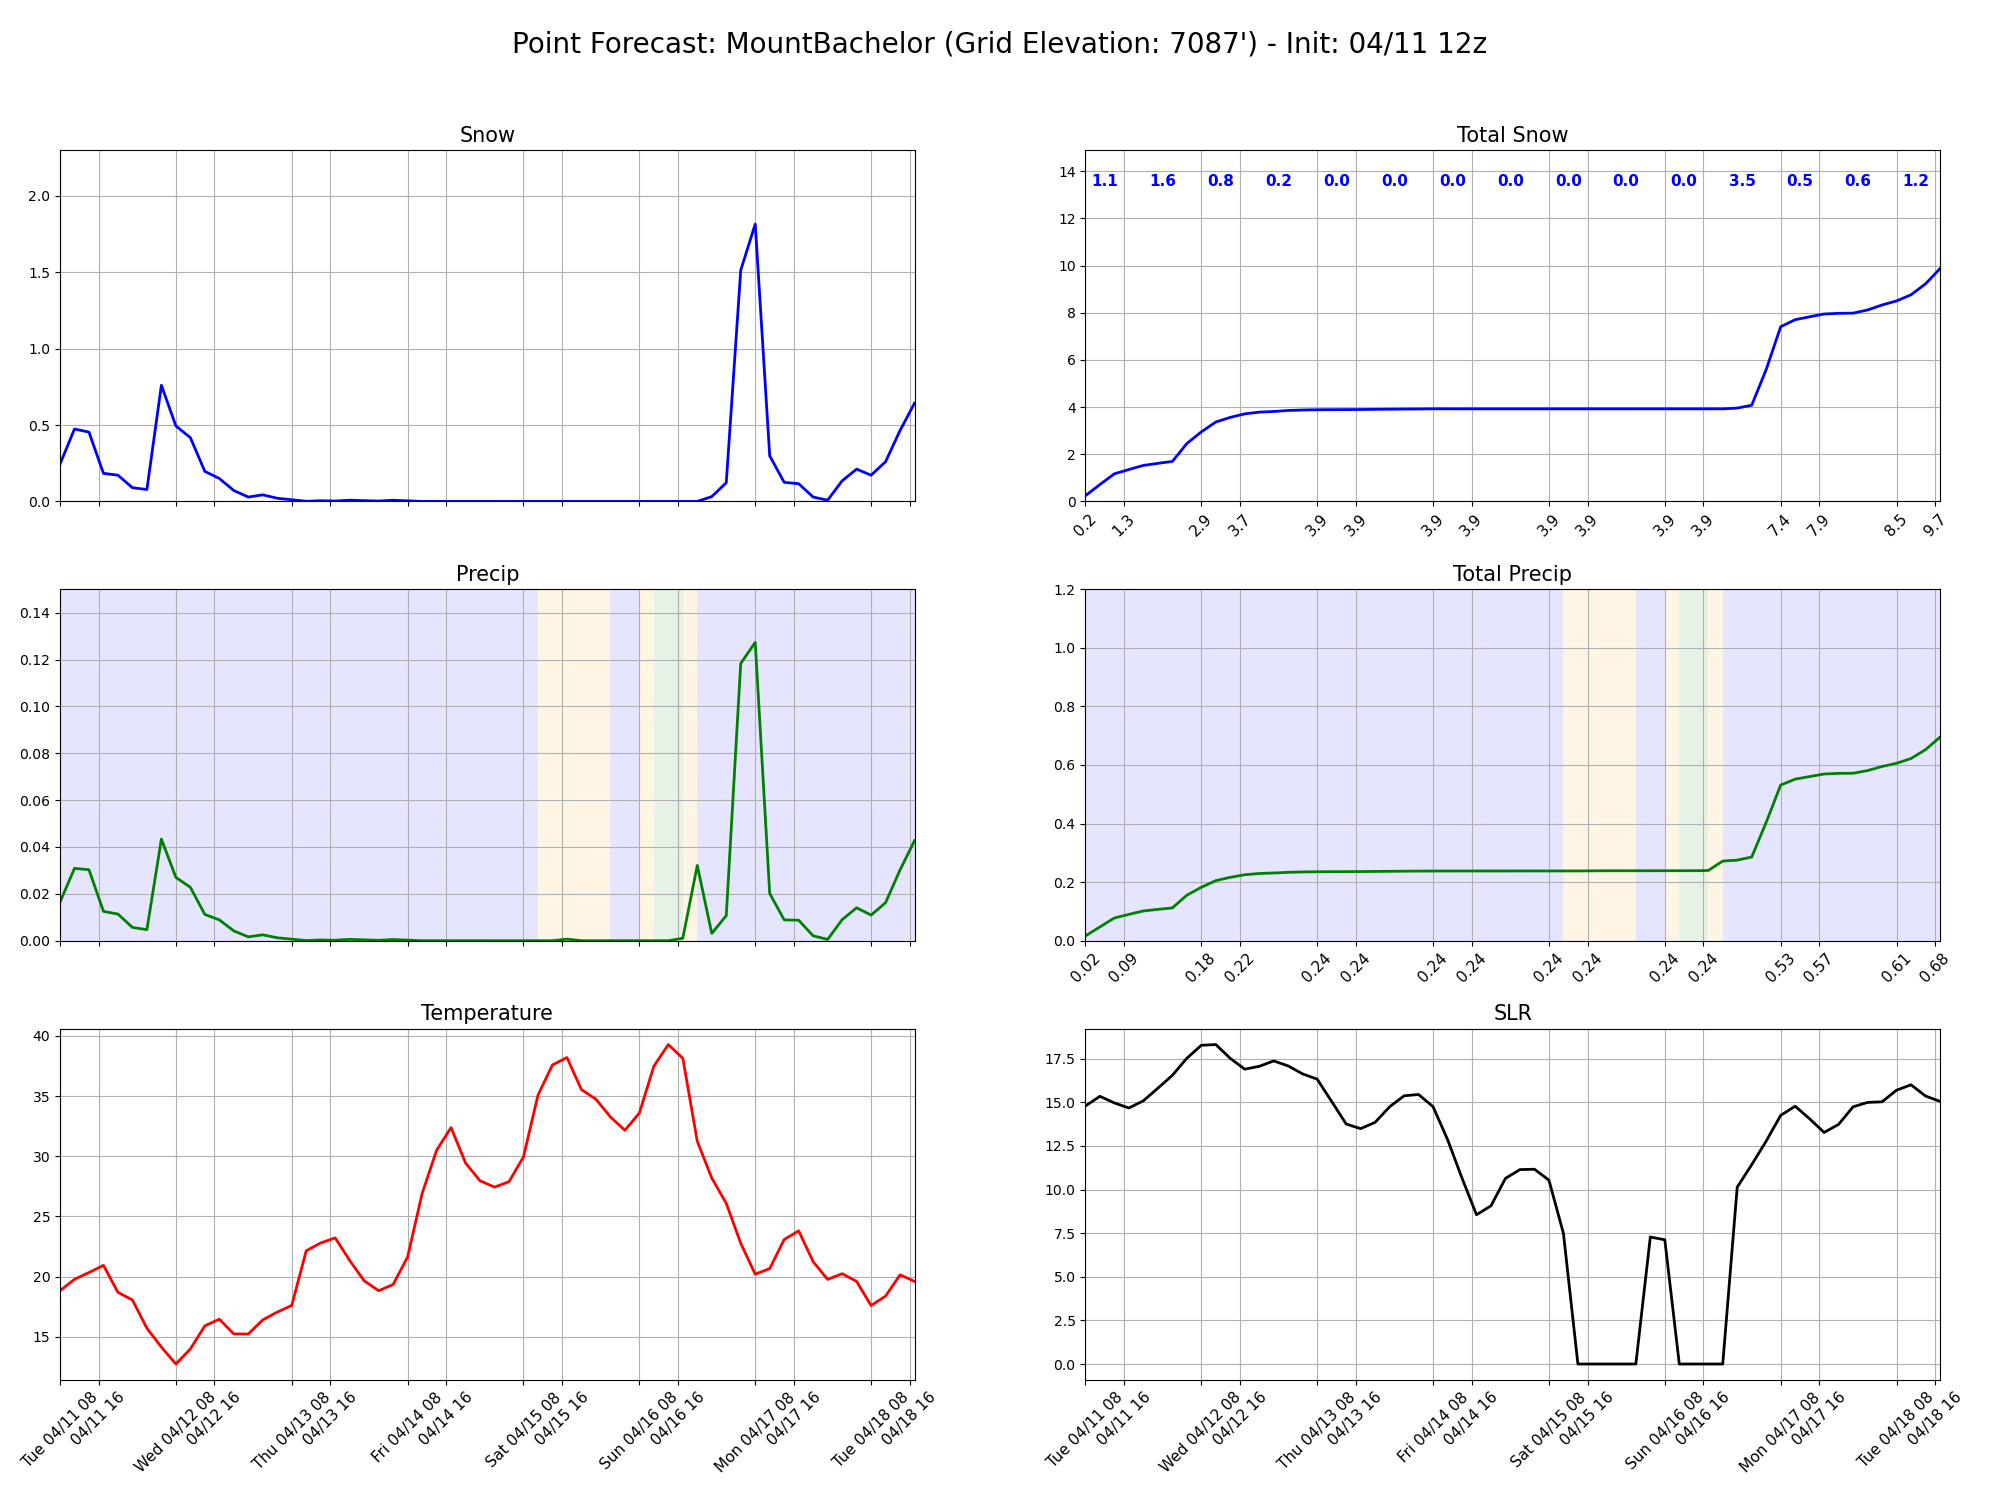 Point Forecast: MountBachelor (Grid Elevation: 7087') - Init: 04/11 12z
Snow
2.0
1.5
1.0
0.5
0.0
Total Snow
14
12
10
8
6
4
2
0
1.1 1.6 0.8 0.2 0.0 0.0 0.0 0.0 0.0 0.0 0.0 3.5 0.5 0.6 1.2
0.2 1.3 2.9 3.7 3.9 3.9 3.9 3.9 3.9 3.9 3.9 3.9 7.4 7.9 8.5 9.7
Precip
0.14
0.12
0.10
0.08
0.06
0.04
0.02
0.00
Total Precip
1.2
1.0
0.8
0.6
0.4
0.2
0.0
0.02 0.09 0.18 0.22 0.24 0.24 0.24 0.24 0.24 0.24 0.24 0.24 0.53 0.57 0.61 0.68
Temperature
40
35
30
25
20
15
Tue 04/11 08
04/11 16
Wed 04/12 08
04/12 16
Thu 04/13 08
04/13 16
Fri 04/14 08
04/14 16
Sat 04/15 08
04/15 16
Sun 04/16 08
04/16 16
Mon 04/17 08
04/17 16
Tue 04/18 08
04/18 16
SLR
17.5
15.0
12.5
10.0
7.5
5.0
2.5
0.0
Tue 04/11 08
04/11 16
Wed 04/12 08
04/12 16
Thu 04/13 08
04/13 16
Fri 04/14 08
04/14 16
Sat 04/15 08
04/15 16
Sun 04/16 08
04/16 16
Mon 04/17 08
04/17 16
Tue 04/18 08
04/18 16